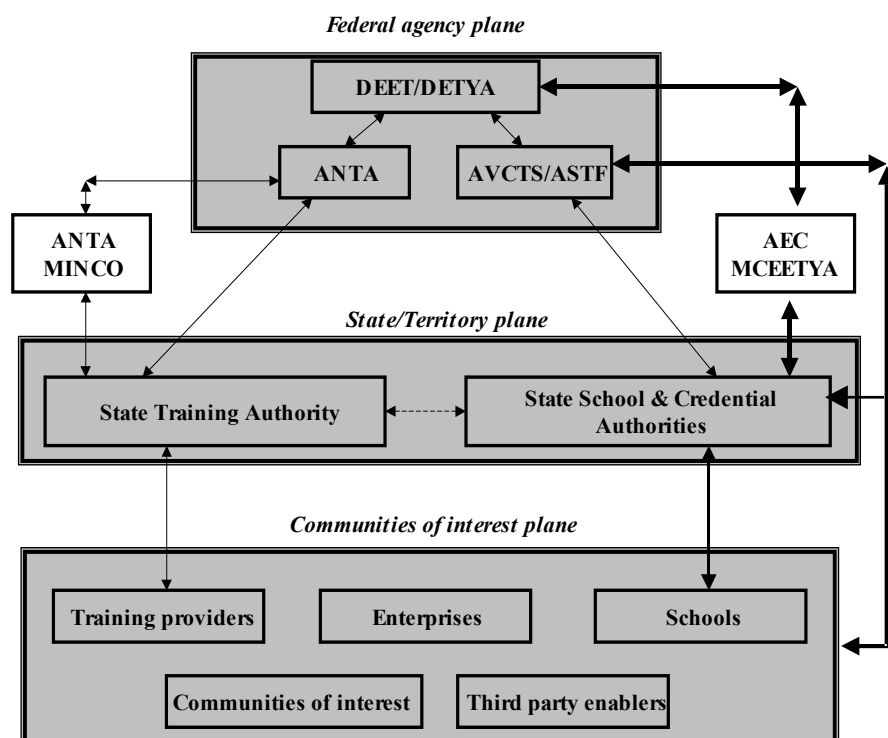 Federal agency plane
DEET/DETYA
ANTA
AVCTS/ASTF
ANTA
MINCO
AEC
MCEETYA
State/Territory plane
State Training Authority
State School & Credential
Authorities
Communities of interest plane
Training providers
Enterprises
Schools
Communities of interest
Third party enablers